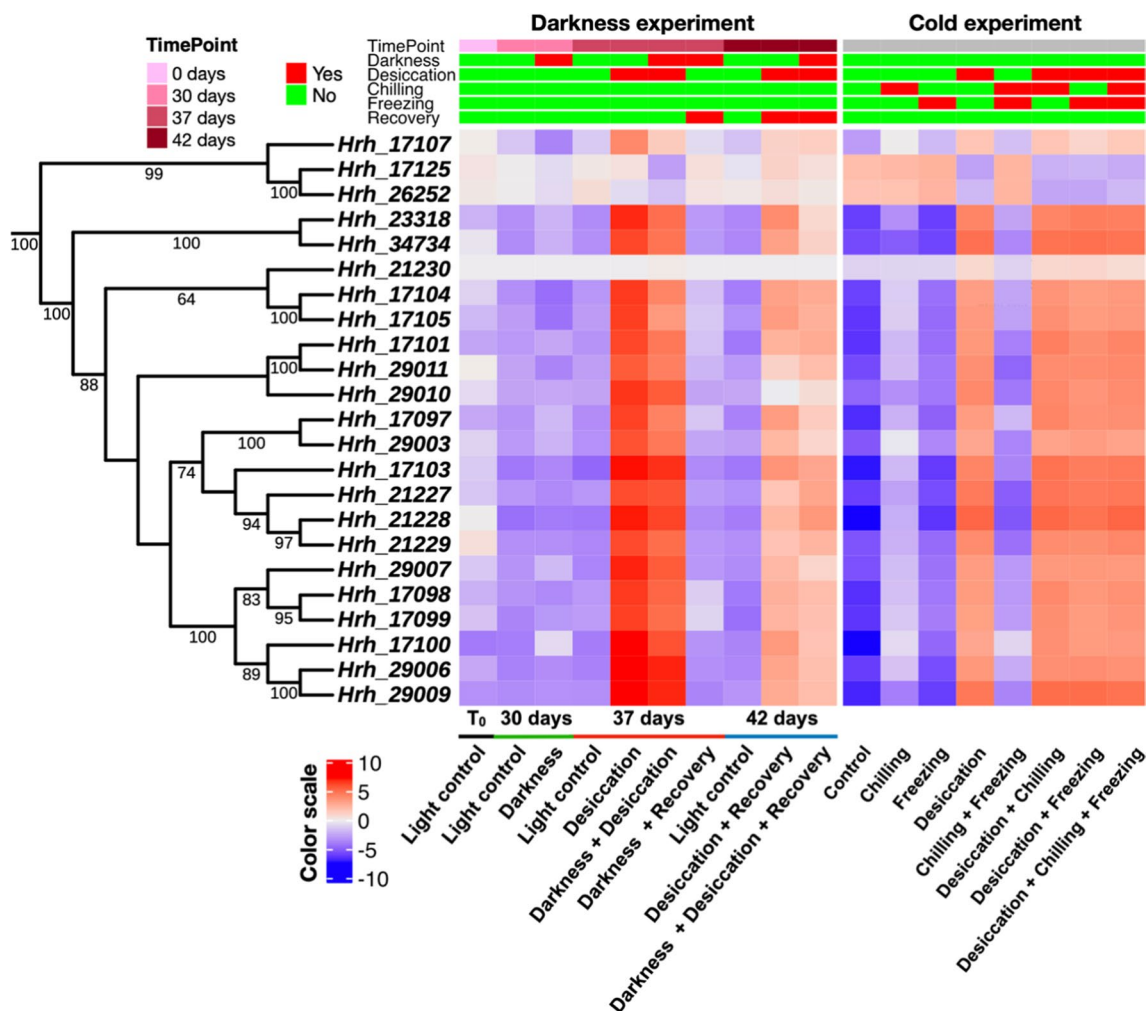 Darkness experiment
Cold experiment
TimePoint
0 days
30 days
37 days
42 days
Yes
No
TimePoint
Darkness
Desiccation
Chilling
Freezing
Recovery
Hrh_17107
Hrh_17125
Hrh_26252
Hrh_23318
Hrh_34734
Hrh_21230
Hrh_17104
Hrh_17105
Hrh_17101
Hrh_29011
Hrh_29010
Hrh_17097
Hrh_29003
Hrh_17103
Hrh_21227
Hrh_21228
Hrh_21229
Hrh_29007
Hrh_17098
Hrh_17099
Hrh_17100
Hrh_29006
Hrh_29009
99
100
100
100
100
64
100
88
100
100
74
94
97
83
95
100
89
100
T0 30 days 37 days 42 days
Light control
Light control
Darkness
Light control
Desiccation
Darkness + Desiccation
Darkness + Recovery
Light control
Desiccation + Recovery
Darkness + Desiccation + Recovery
Control
Chilling
Freezing
Desiccation
Chilling + Freezing
Desiccation + Chilling
Desiccation + Freezing
Desiccation + Chilling + Freezing
Color scale
10
5
0
-5
-10